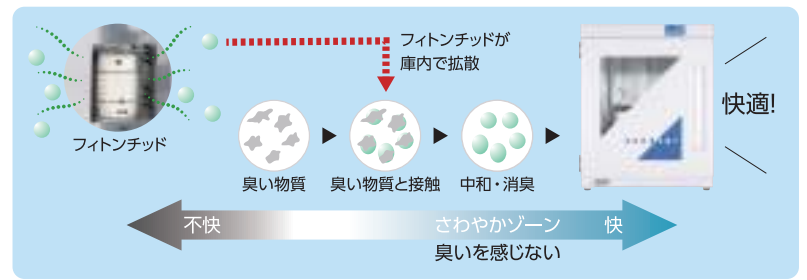 フィトンチッドが
庫内で拡散
フィトンチッド
臭い物質
臭い物質と接触
中和・消臭
快適!
不快
さわやかゾーン
快
臭いを感じない